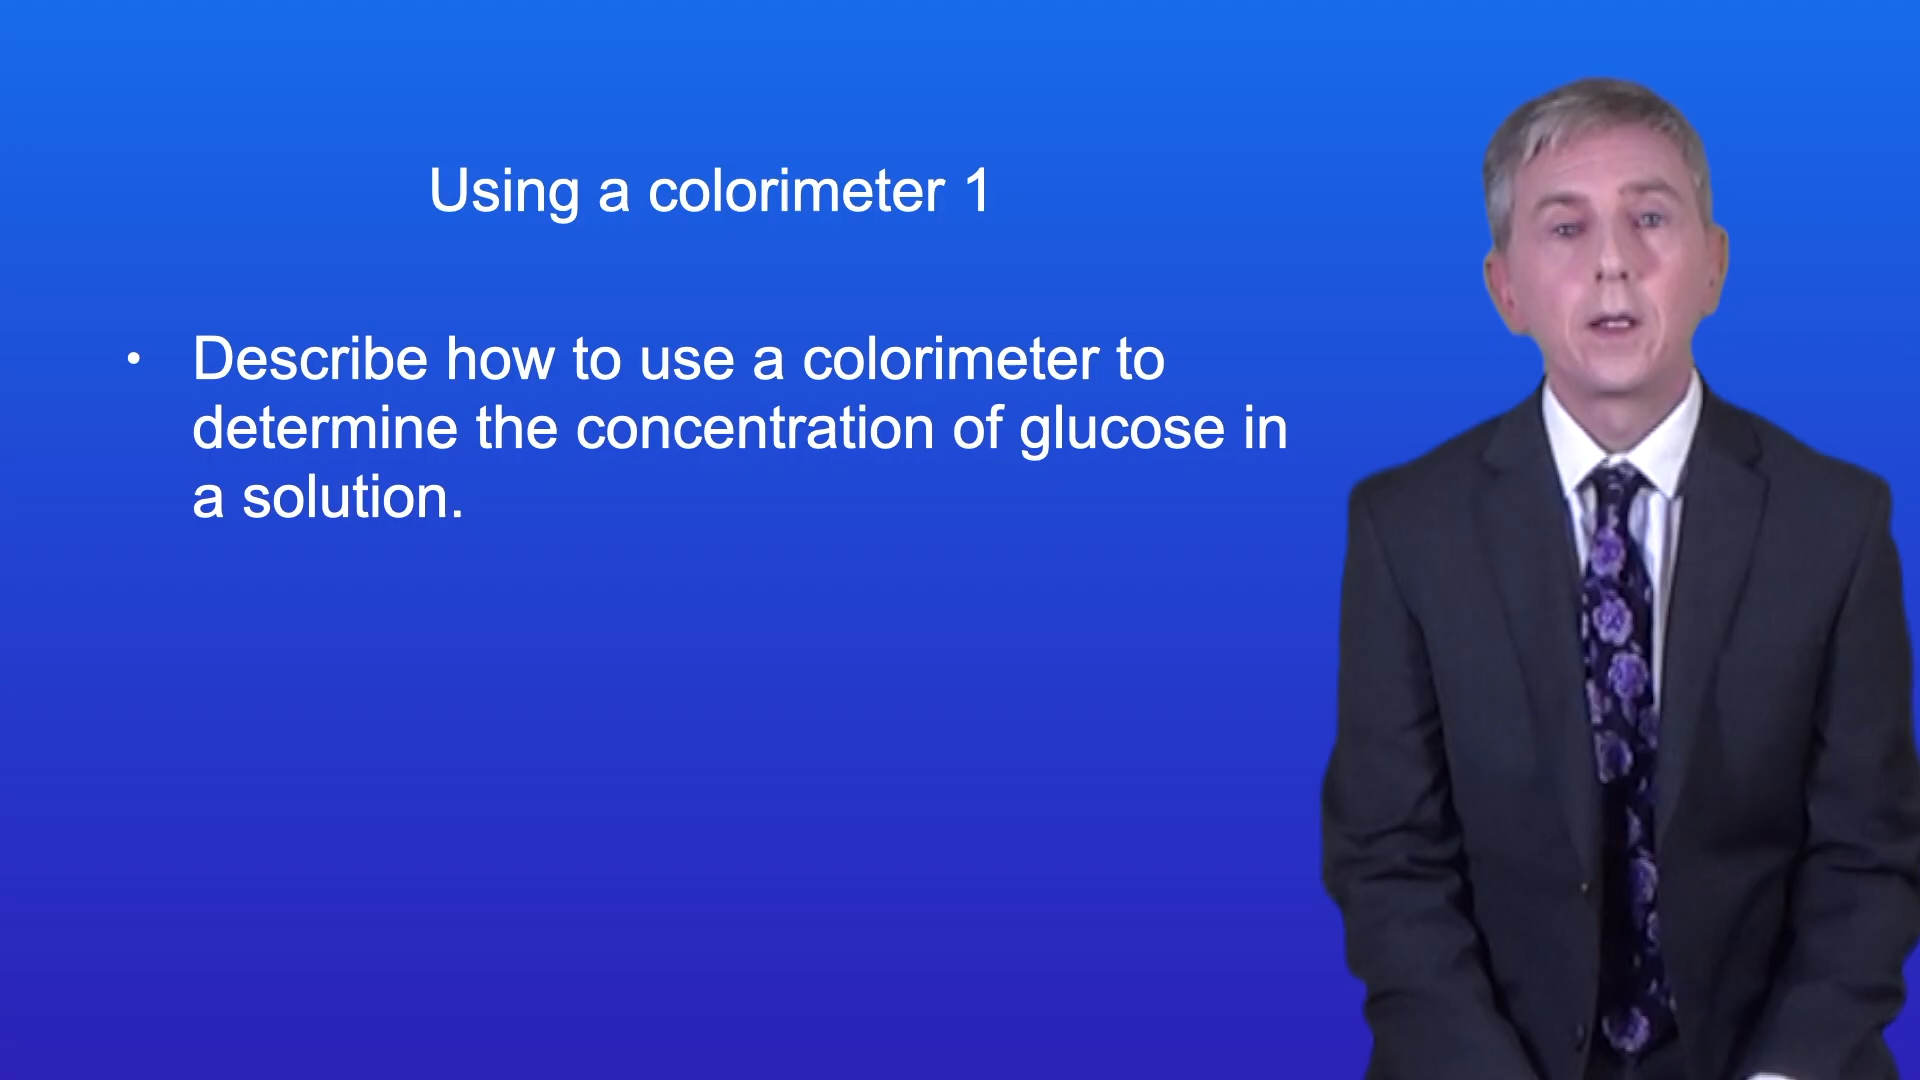 Using a colorimeter 1
• Describe how to use a colorimeter to
determine the concentration of glucose in
a solution.